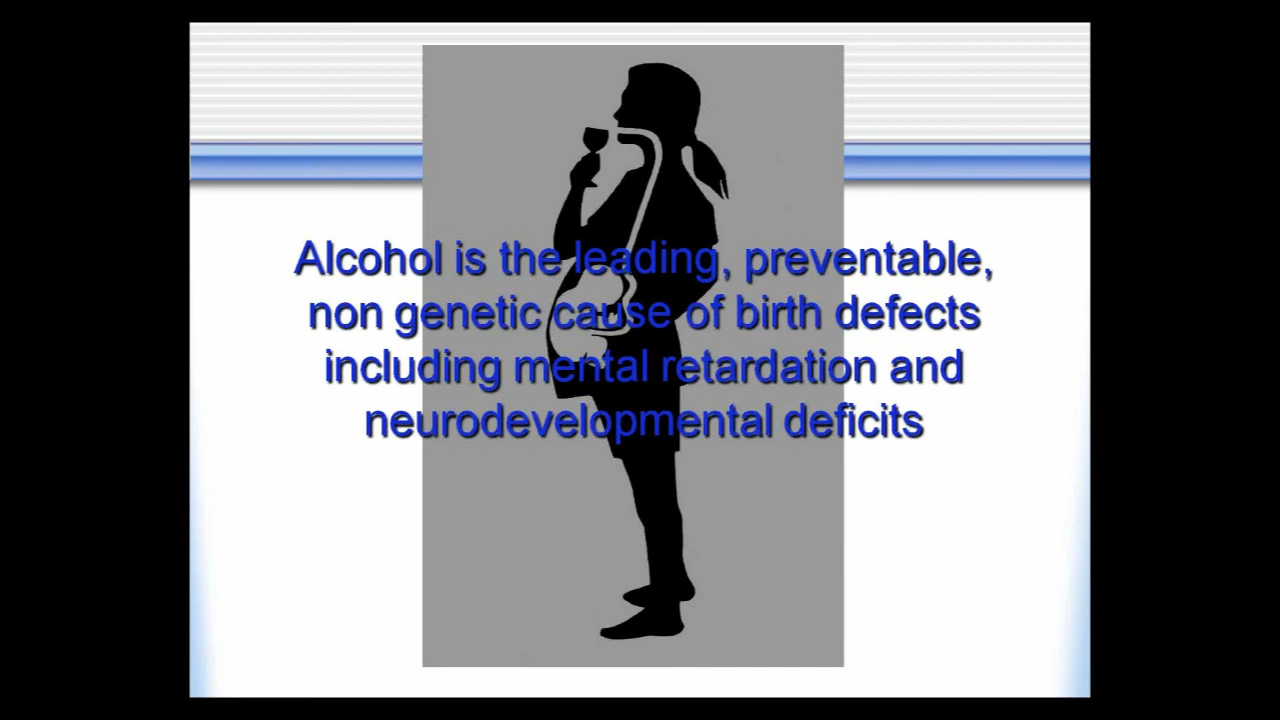 Alcohol is the leading, preventable,
non genetic cause of birth defects
including mental retardation and
neurodevelopmental deficits